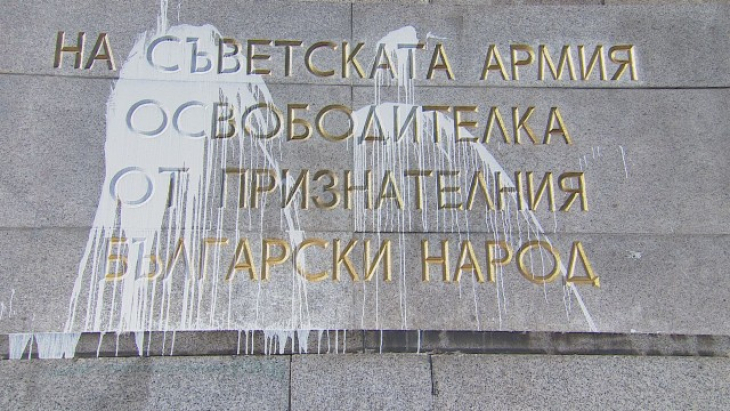 НА СЪВЕТСКАТА АРМИЯ
ОСВОБОДИТЕЛКА
ОТ ПРИЗНАТЕЛНИЯ
БЪЛГАРСКИ НАРОД